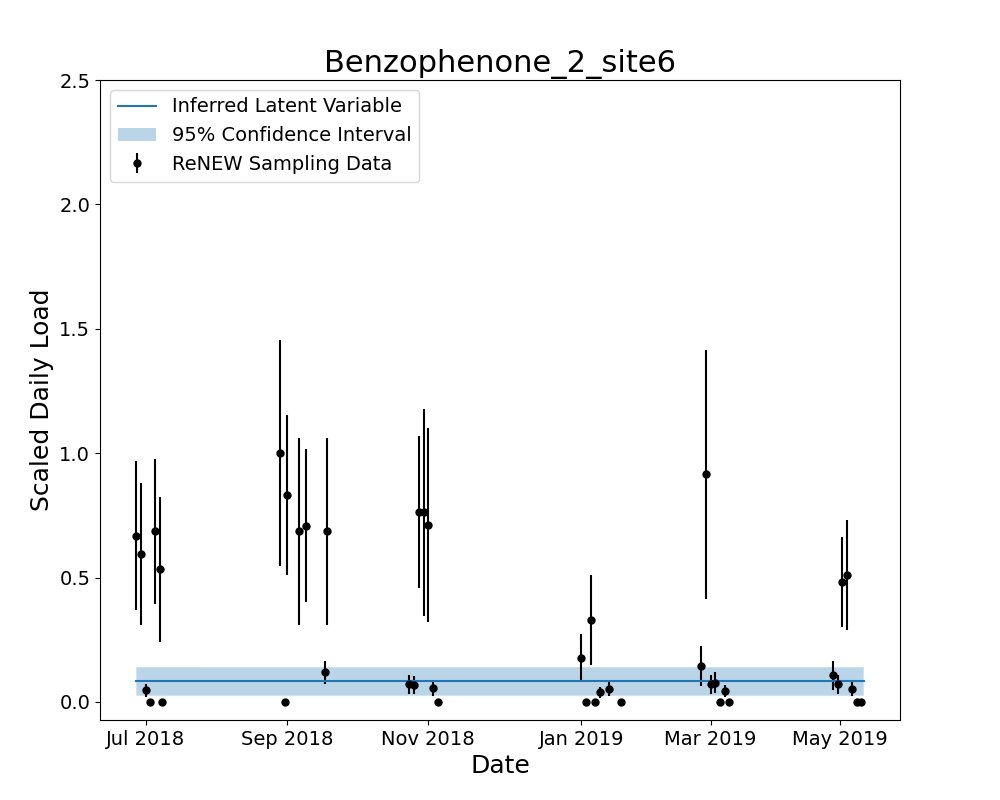 Benzophenone_2_site6
2.5
2.0
1.5
1.0
0.5
0.0
Scaled Daily Load
Inferred Latent Variable
95% Confidence Interval
ReNEW Sampling Data
Jul 2018
Sep 2018
Nov 2018
Jan 2019
Mar 2019
May 2019
Date